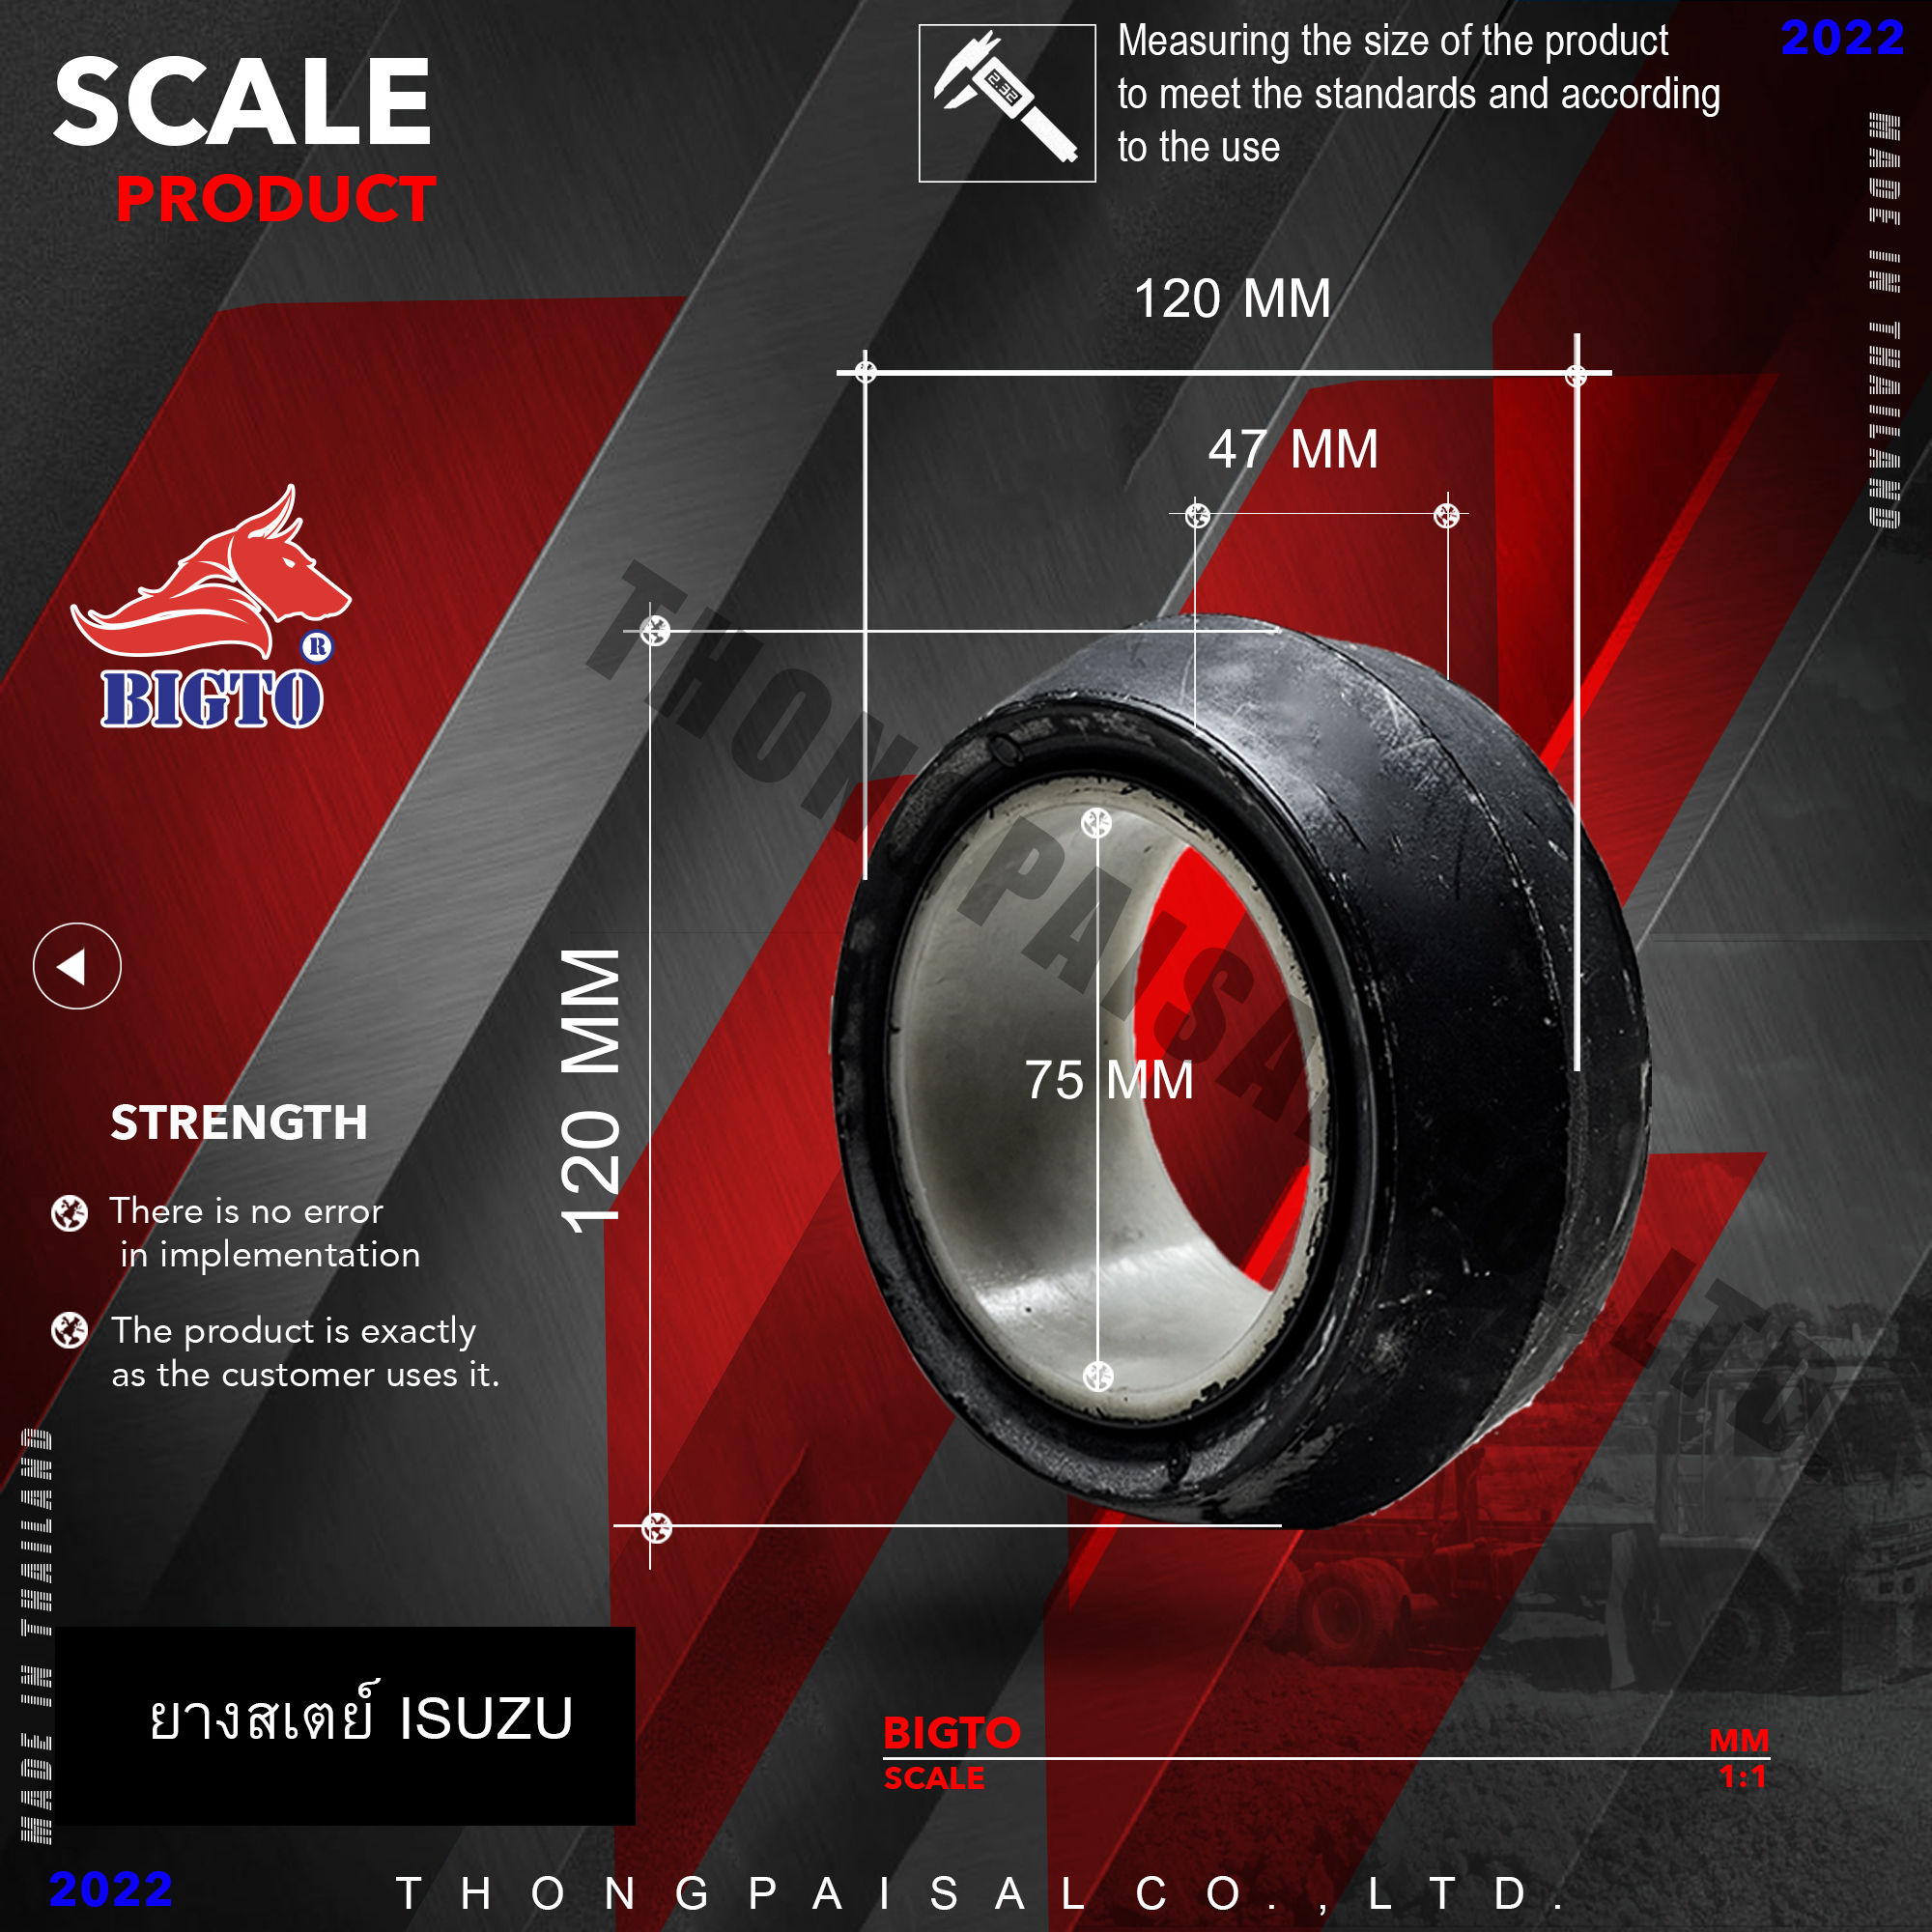 SCALE
PRODUCT
2.32
Measuring the size of the product
to meet the standards and according
to the use
2022
MADE IN THAILAND
120 MM
47 MM
BIGTO
R
THONGPAISAL CO.,LTD
120 MM
75 MM
STRENGTH
There is no error
in implementation
The product is exactly
as the customer uses it.
MADE IN THAILAND
ยางสเตย์ ISUZU
BIGTO
SCALE
MM
1:1
2022
THONGPAISAL CO.,LTD.